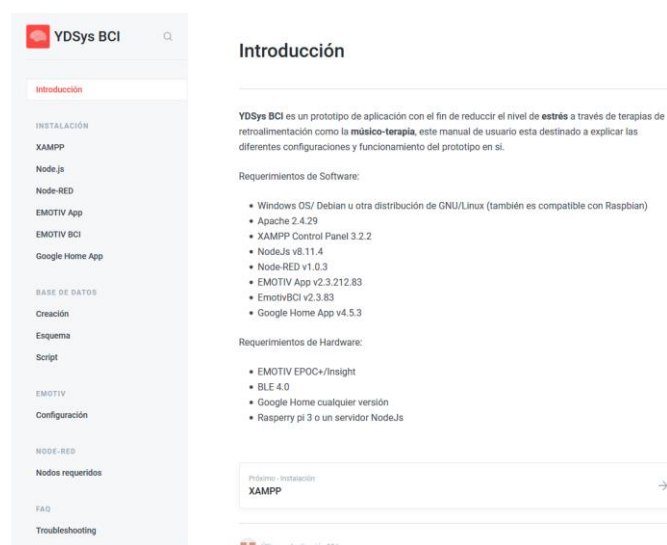 YDSys BCI
Introducción
INSTALACIÓN
XAMPP
Node.js
Node-RED
EMOTIV App
EMOTIV BCI
Google Home App
BASE DE DATOS
Creación
Esquema
Script
EMOTIV
Configuración
NODE-RED
Nodos requeridos
FAQ
Troubleshooting
Introducción
YDSys BCI es un prototipo de aplicación con el fin de reduccir el nivel de estrés a través de terapias de
retroalimentación como la músico-terapia, este manual de usuario esta destinado a explicar las
diferentes configuraciones y funcionamiento del prototipo en si.
Requerimientos de Software:
• Windows OS/ Debian u otra distribución de GNU/Linux (también es compatible con Raspbian)
• Apache 2.4.29
• XAMPP Control Panel 3.2.2
• NodeJs v8.11.4
• Node-RED v1.0.3
• EMOTIV App v2.3.212.83
• EmotivBCI v2.3.83
• Google Home App v4.5.3
Requerimientos de Hardware:
• EMOTIV EPOC+/Insight
• BLE 4.0
• Google Home cualquier versión
• Rasperry pi 3 o un servidor NodeJs
Próximo - Instalación
XAMPP